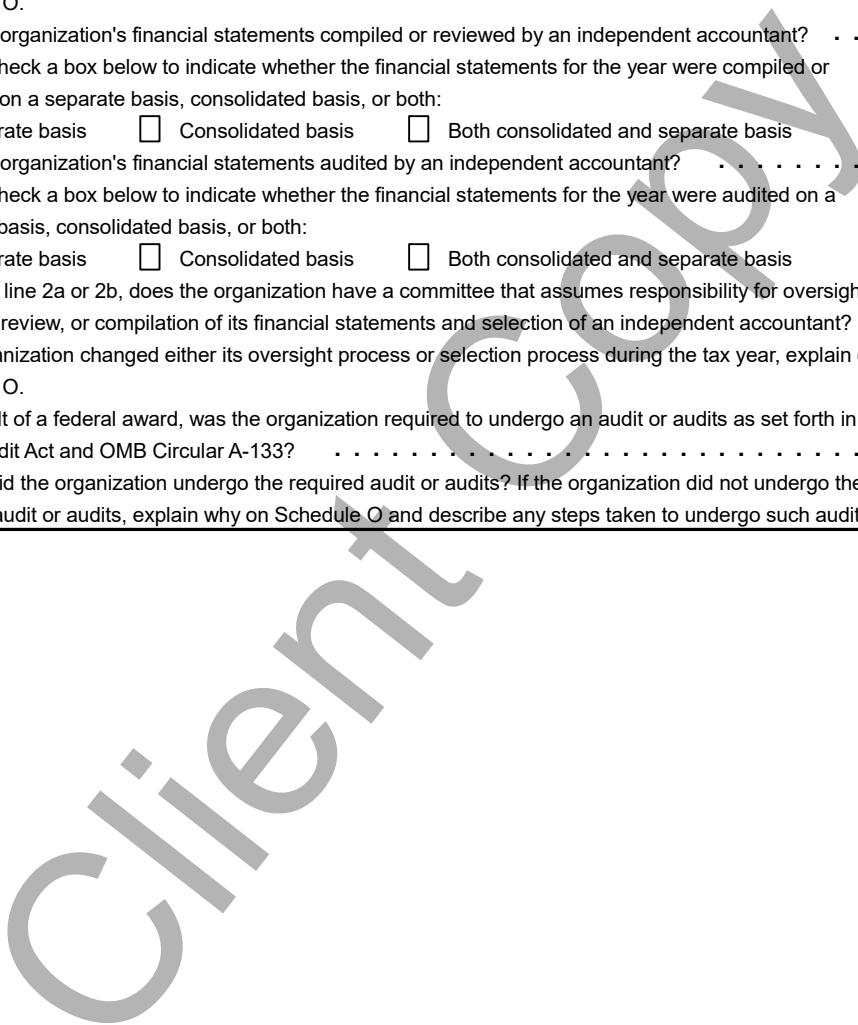 O.
organization's financial statements compiled or reviewed by an independent accountant? . .
heck a box below to indicate whether the financial statements for the year were compiled or
on a separate basis, consolidated basis, or both:
rate basis Consolidated basis Both consolidated and separate basis
organization's financial statements audited by an independent accountant? . . . . . . . .
heck a box below to indicate whether the financial statements for the year were audited on a
basis, consolidated basis, or both:
rate basis Consolidated basis Both consolidated and separate basis
line 2a or 2b, does the organization have a committee that assumes responsibility for oversigh
review, or compilation of its financial statements and selection of an independent accountant?
anization changed either its oversight process or selection process during the tax year, explain
O.
lt of a federal award, was the organization required to undergo an audit or audits as set forth in
dit Act and OMB Circular A-133? . . . . . . . . . . . . . . . . . . . . . . . . . . . .
id the organization undergo the required audit or audits? If the organization did not undergo the
audit or audits, explain why on Schedule O and describe any steps taken to undergo such audit
Client Copy